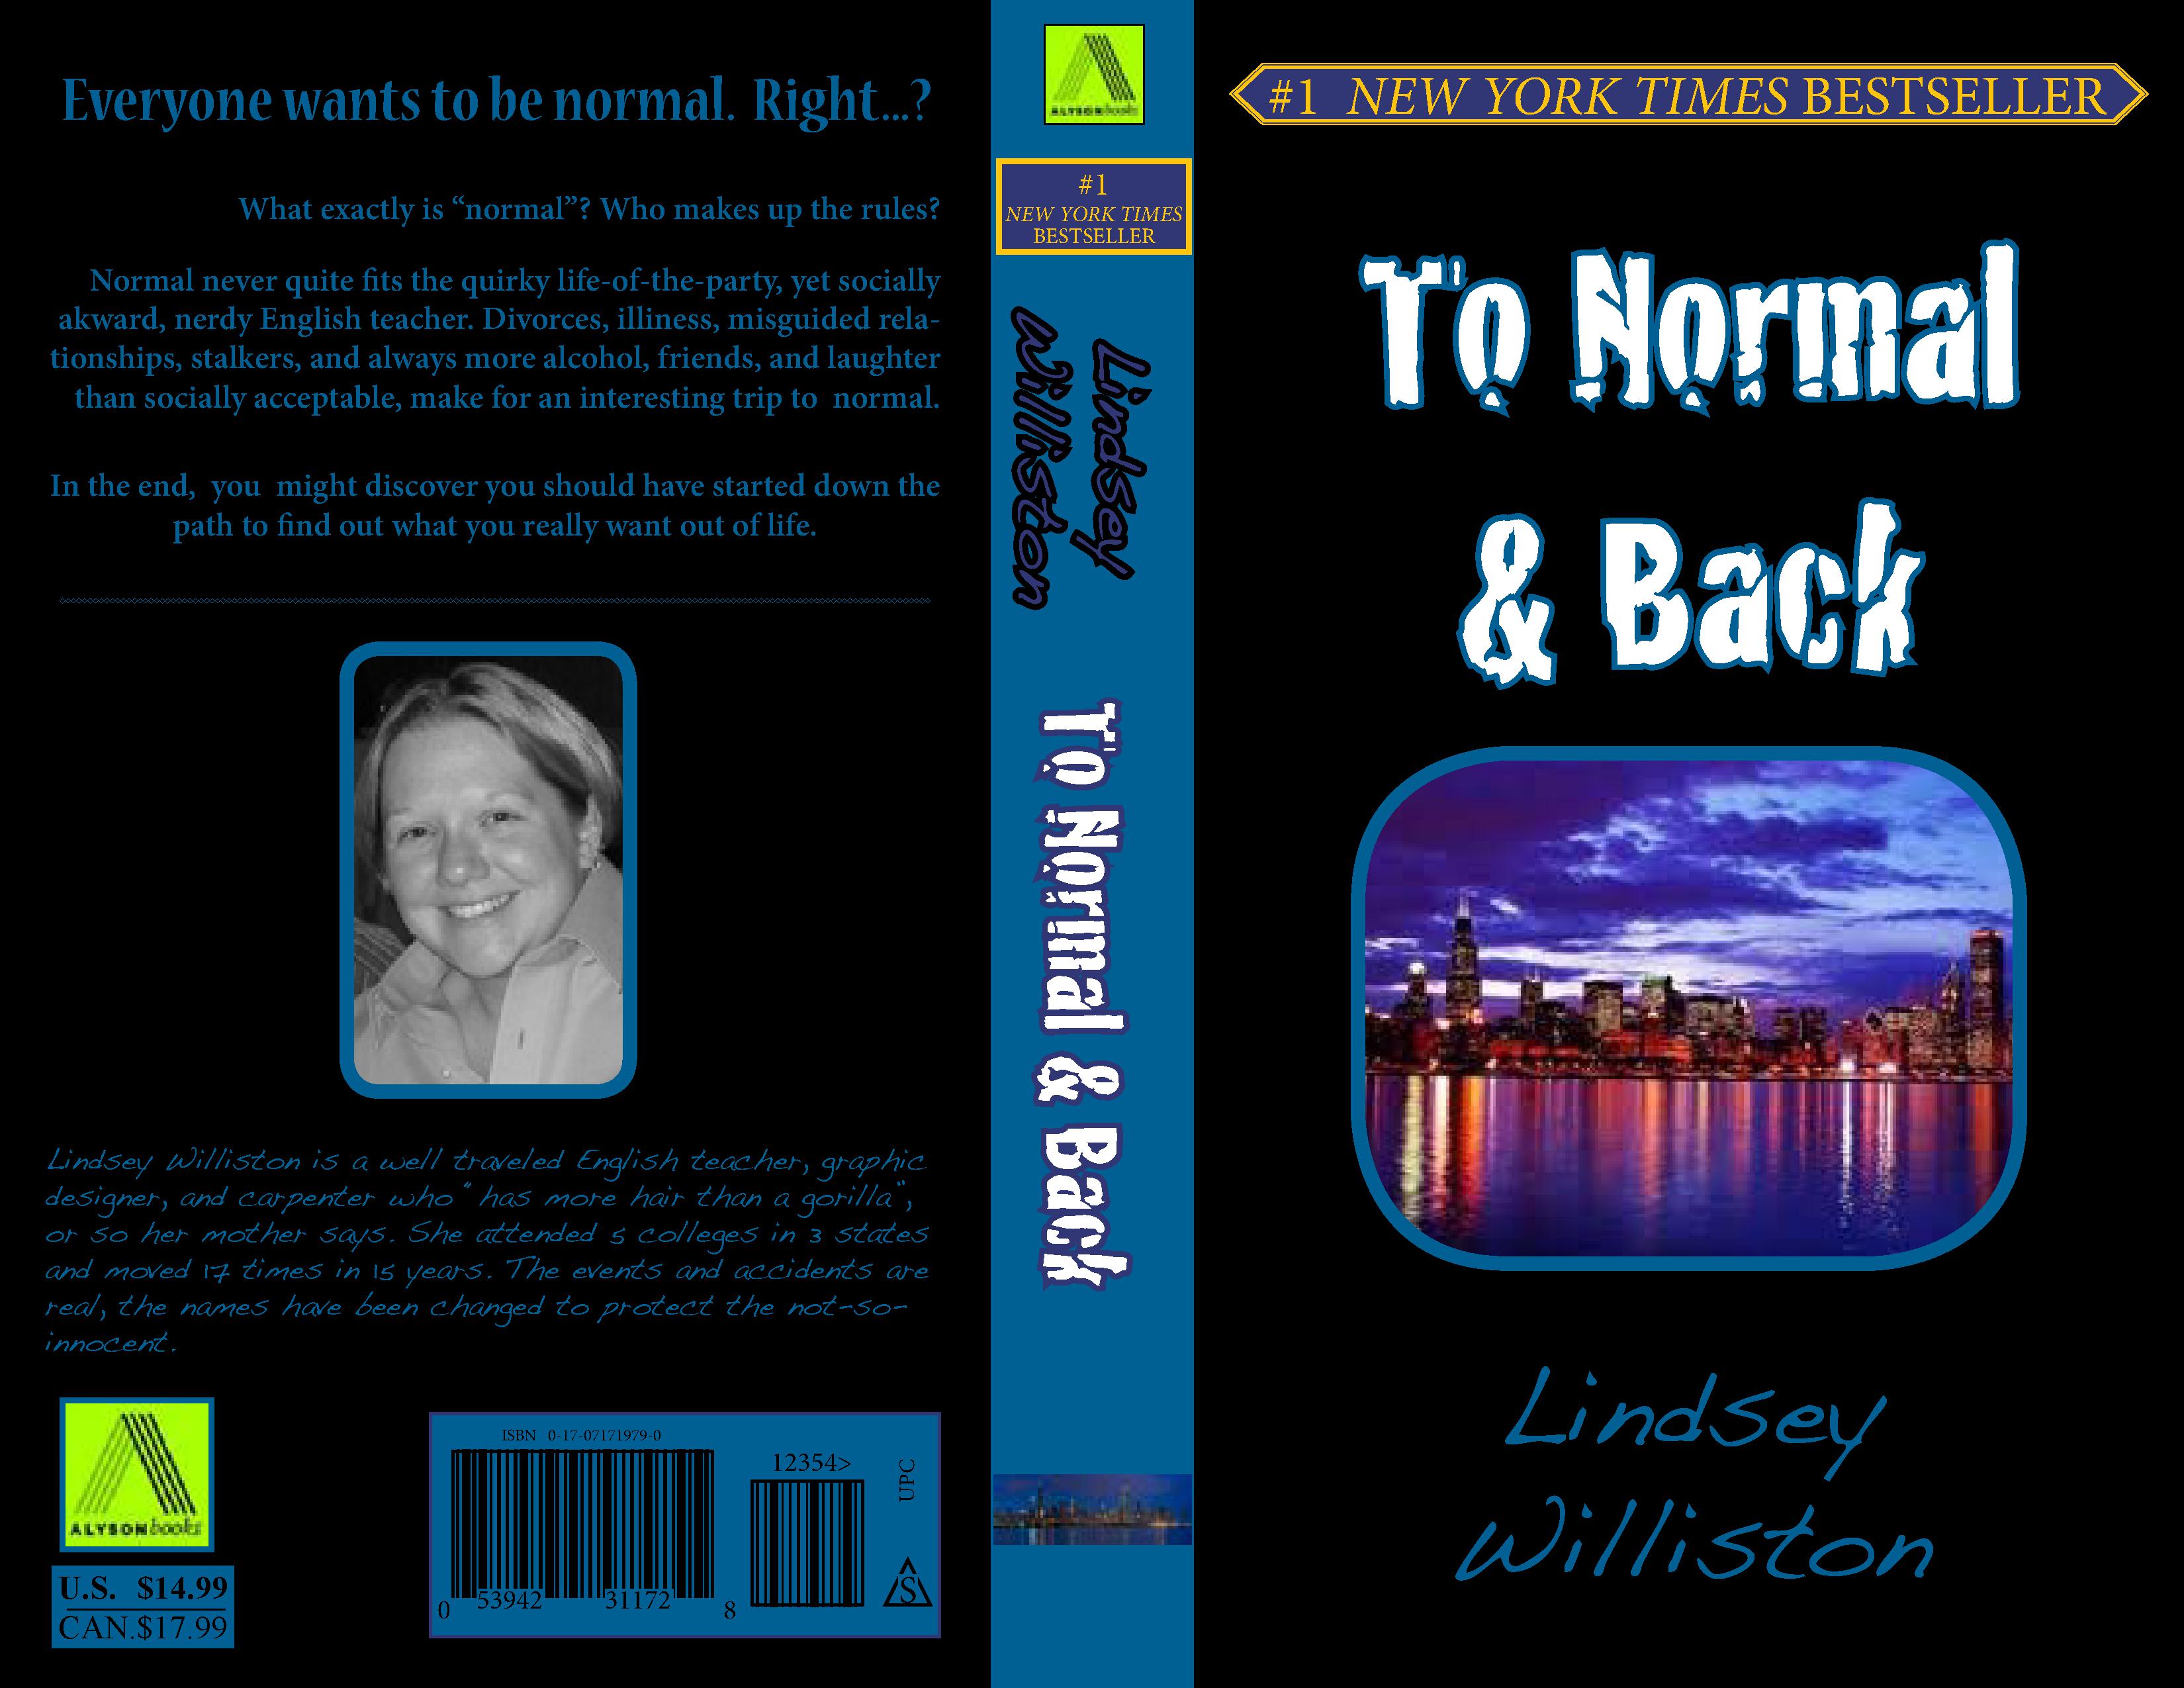 Everyone wants to be normal. Right...?
What exactly is “normal”? Who makes up the rules?
Normal never quite fits the quirky life-of-the-party, yet socially
akward, nerdy English teacher. Divorces, illiness, misguided rela-
tionships, stalkers, and always more alcohol, friends, and laughter
than socially acceptable, make for an interesting trip to normal.
In the end, you might discover you should have started down the
path to find out what you really want out of life.
Lindsey Williston is a well traveled English teacher, graphic
designer, and carpenter who “ has more hair than a gorilla”,
or so her mother says. She attended 5 colleges in 3 states
and moved 17 times in 15 years. The events and accidents are
real, the names have been changed to protect the not-so-
innocent.
ALYSONbooks
U.S. $14.99
CAN.$17.99
ISBN 0-17-07171979-0
12354>
UPC
0 53942 31172 8
S
ALYSONbooks
#1
NEW YORK TIMES
BESTSELLER
Lindsey
Williston
To Normal & Back
#1 NEW YORK TIMES BESTSELLER
To Normal
& Back
Lindsey
Williston